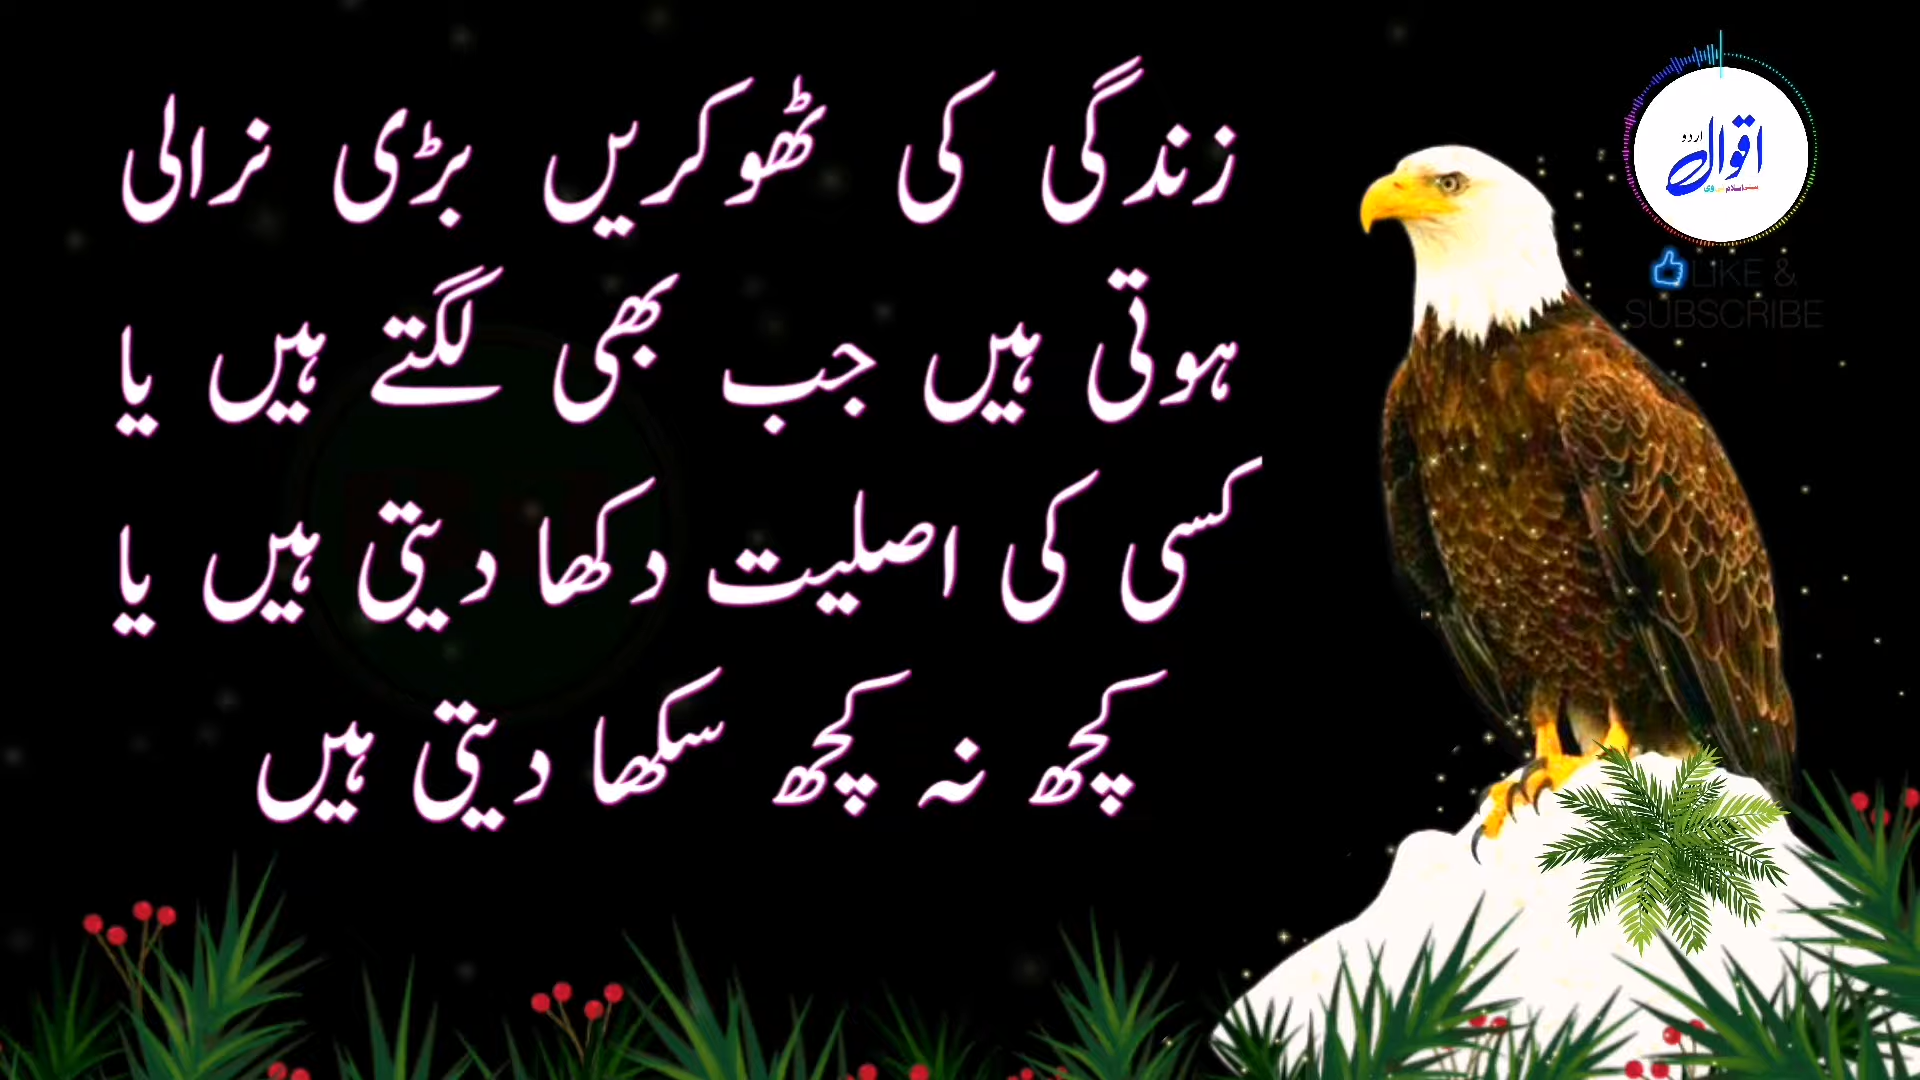 زندگی کی ٹھوکریں بڑی نرالی
ہوتی ہیں جب بھی لگتے ہیں یا
کسی کی اصلیت دکھا دیتی ہیں یا
کچھ نہ کچھ سکھا دیتی ہیں
اقوال اردو
LIKE &
SUBSCRIBE